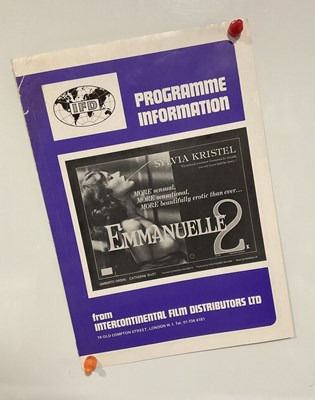 IFD
PROGRAMME
INFORMATION
SYLVIA KRISTEL
MORE sensual,
MORE sensational,
MORE beautifully erotic than ever...
EMMANUELLE 2 X
from
INTERCONTINENTAL FILM DISTRIBUTORS LTD